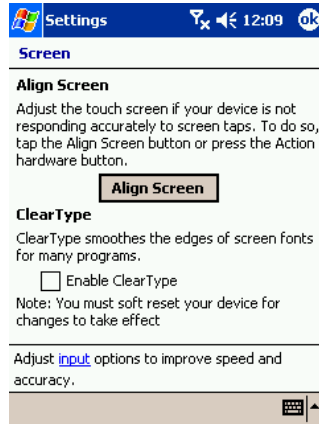 Settings 12:09 ok
Screen
Align Screen
Adjust the touch screen if your device is not
responding accurately to screen taps. To do so,
tap the Align Screen button or press the Action
hardware button.
Align Screen
ClearType
ClearType smoothes the edges of screen fonts
for many programs.
Enable ClearType
Note: You must soft reset your device for
changes to take effect
Adjust input options to improve speed and
accuracy.